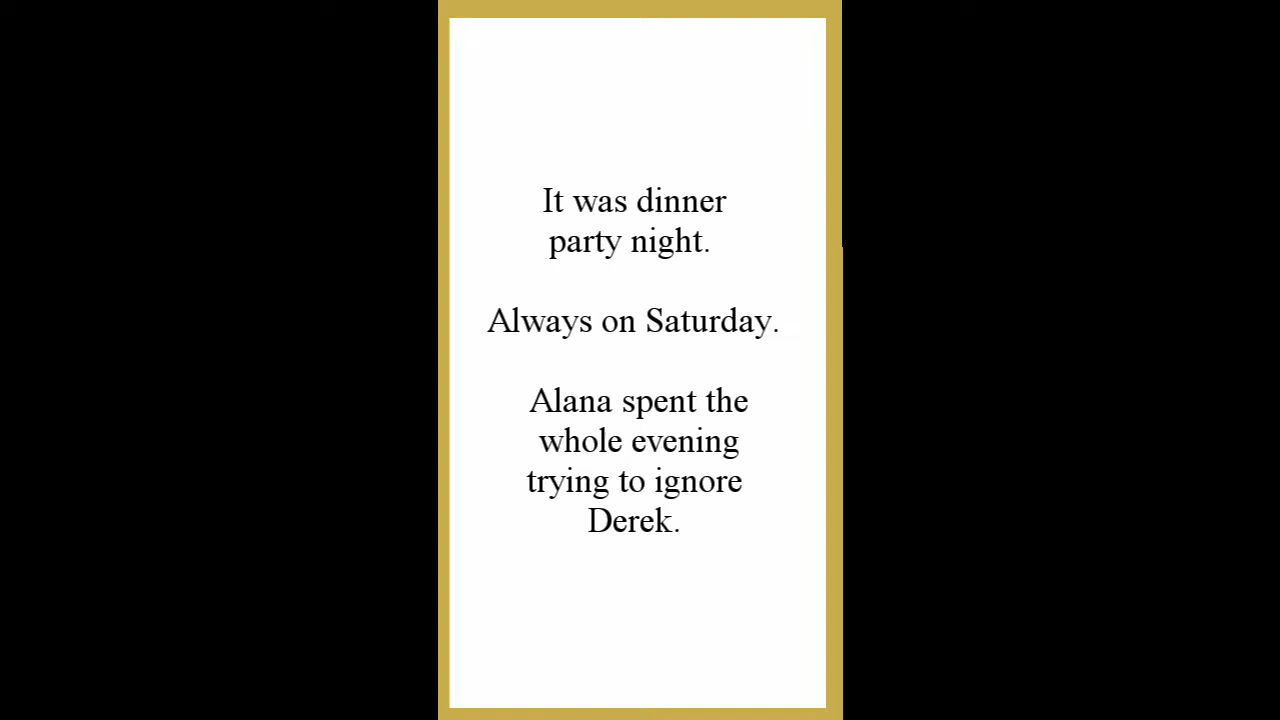 It was dinner
party night.
Always on Saturday.
Alana spent the
whole evening
trying to ignore
Derek.